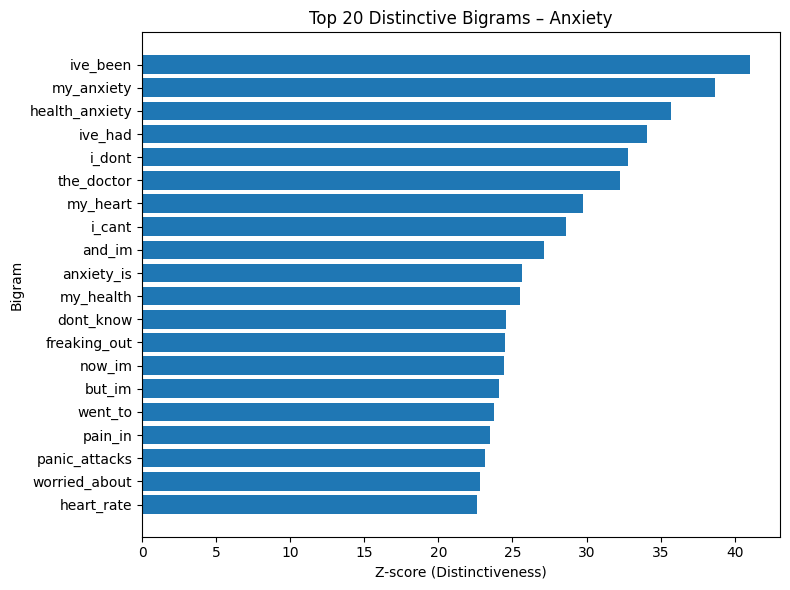 Top 20 Distinctive Bigrams – Anxiety
ive_been
my_anxiety
health_anxiety
ive_had
i_dont
the_doctor
my_heart
i_cant
and_im
anxiety_is
my_health
dont_know
freaking_out
now_im
but_im
went_to
pain_in
panic_attacks
worried_about
heart_rate
Bigram
0 5 10 15 20 25 30 35 40
Z-score (Distinctiveness)